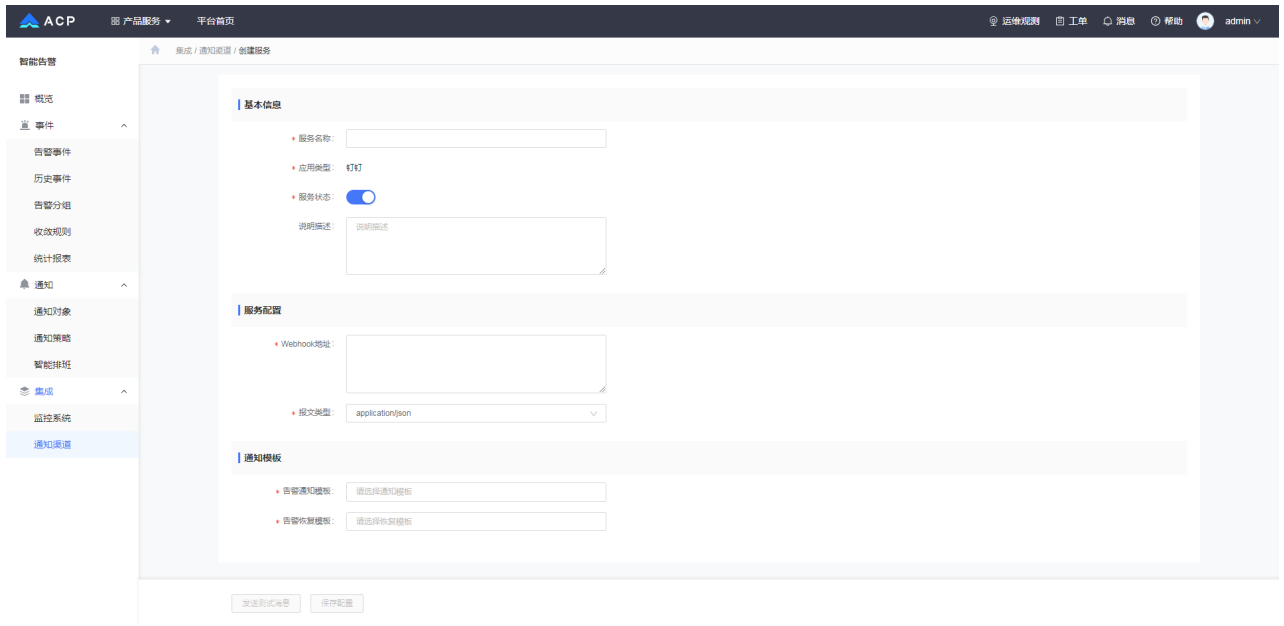 ACP 产品服务 平台首页 运维观测 工单 消息 帮助 admin
智能告警
集成 / 通知渠道 / 创建服务
概览
事件
告警事件
历史事件
告警分组
收敛规则
统计报表
通知
通知对象
通知策略
智能排班
集成
监控系统
通知渠道
基本信息
* 服务名称:
* 应用类型: 钉钉
* 服务状态:
说明描述: 说明描述
服务配置
* Webhook地址:
* 报文类型: application/json
通知模板
* 告警通知模板: 请选择通知模板
* 告警恢复模板: 请选择恢复模板
发送测试消息 保存配置